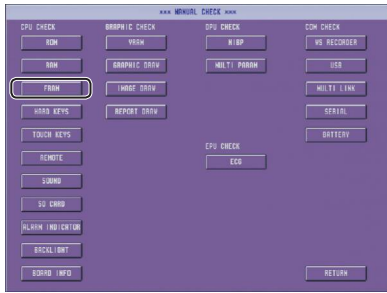 *** MANUAL CHECK ***
CPU CHECK
ROM
RAM
FRAM
HARD KEYS
TOUCH KEYS
REMOTE
SOUND
SD CARD
ALARM INDICATOR
BACKLIGHT
BOARD INFO
GRAPHIC CHECK
VRAM
GRAPHIC DRAW
IMAGE DRAW
REPORT DRAW
DPU CHECK
NIBP
MULTI PARAM
EPU CHECK
ECG
COM CHECK
WS RECORDER
USB
MULTI LINK
SERIAL
BATTERY
RETURN